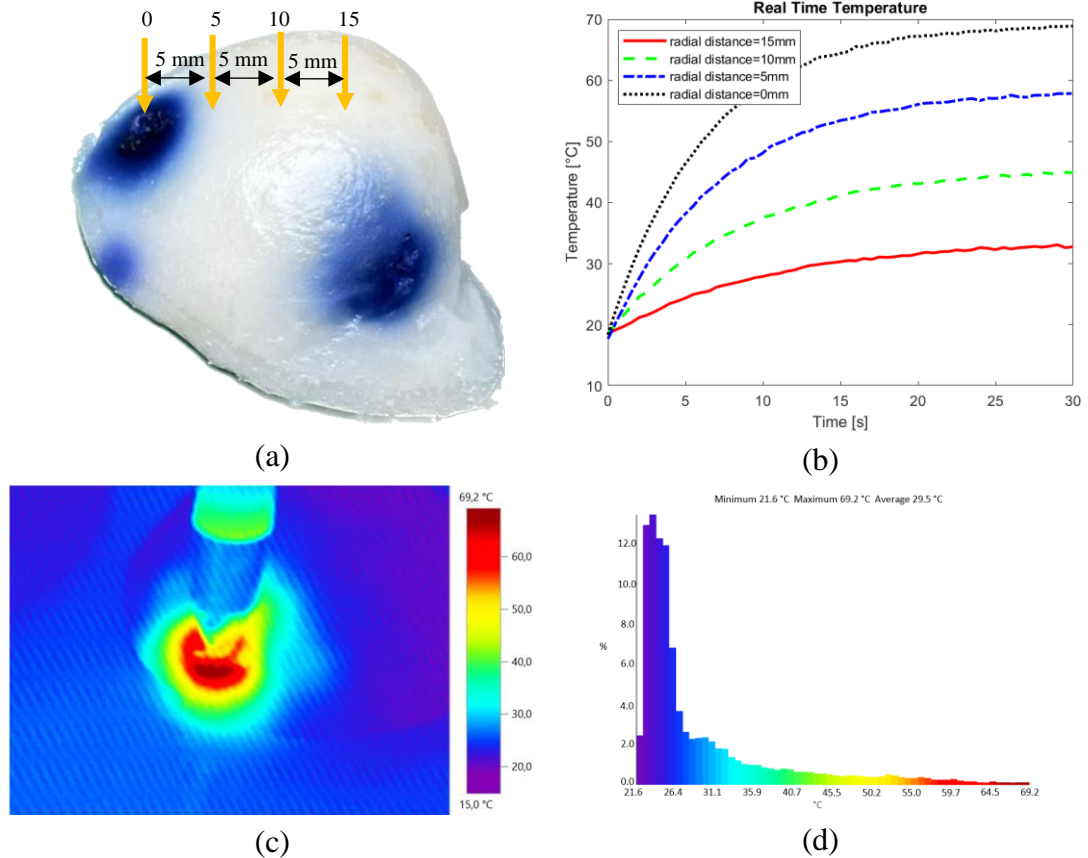 0 5 10 15
5 mm 5 mm 5 mm
(a)
Real Time Temperature
radial distance=15mm
radial distance=10mm
radial distance=5mm
radial distance=0mm
Temperature [°C]
70
60
50
40
30
20
10
0 5 10 15 20 25 30
Time [s]
(b)
69,2 °C
60,0
50,0
40,0
30,0
20,0
15,0 °C
(c)
Minimum 21.6 °C Maximum 69.2 °C Average 29.5 °C
12.0
10.0
8.0
%
6.0
4.0
2.0
0.0
21.6 26.4 31.1 35.9 40.7 45.5 50.2 55.0 59.7 64.5 69.2
°C
(d)